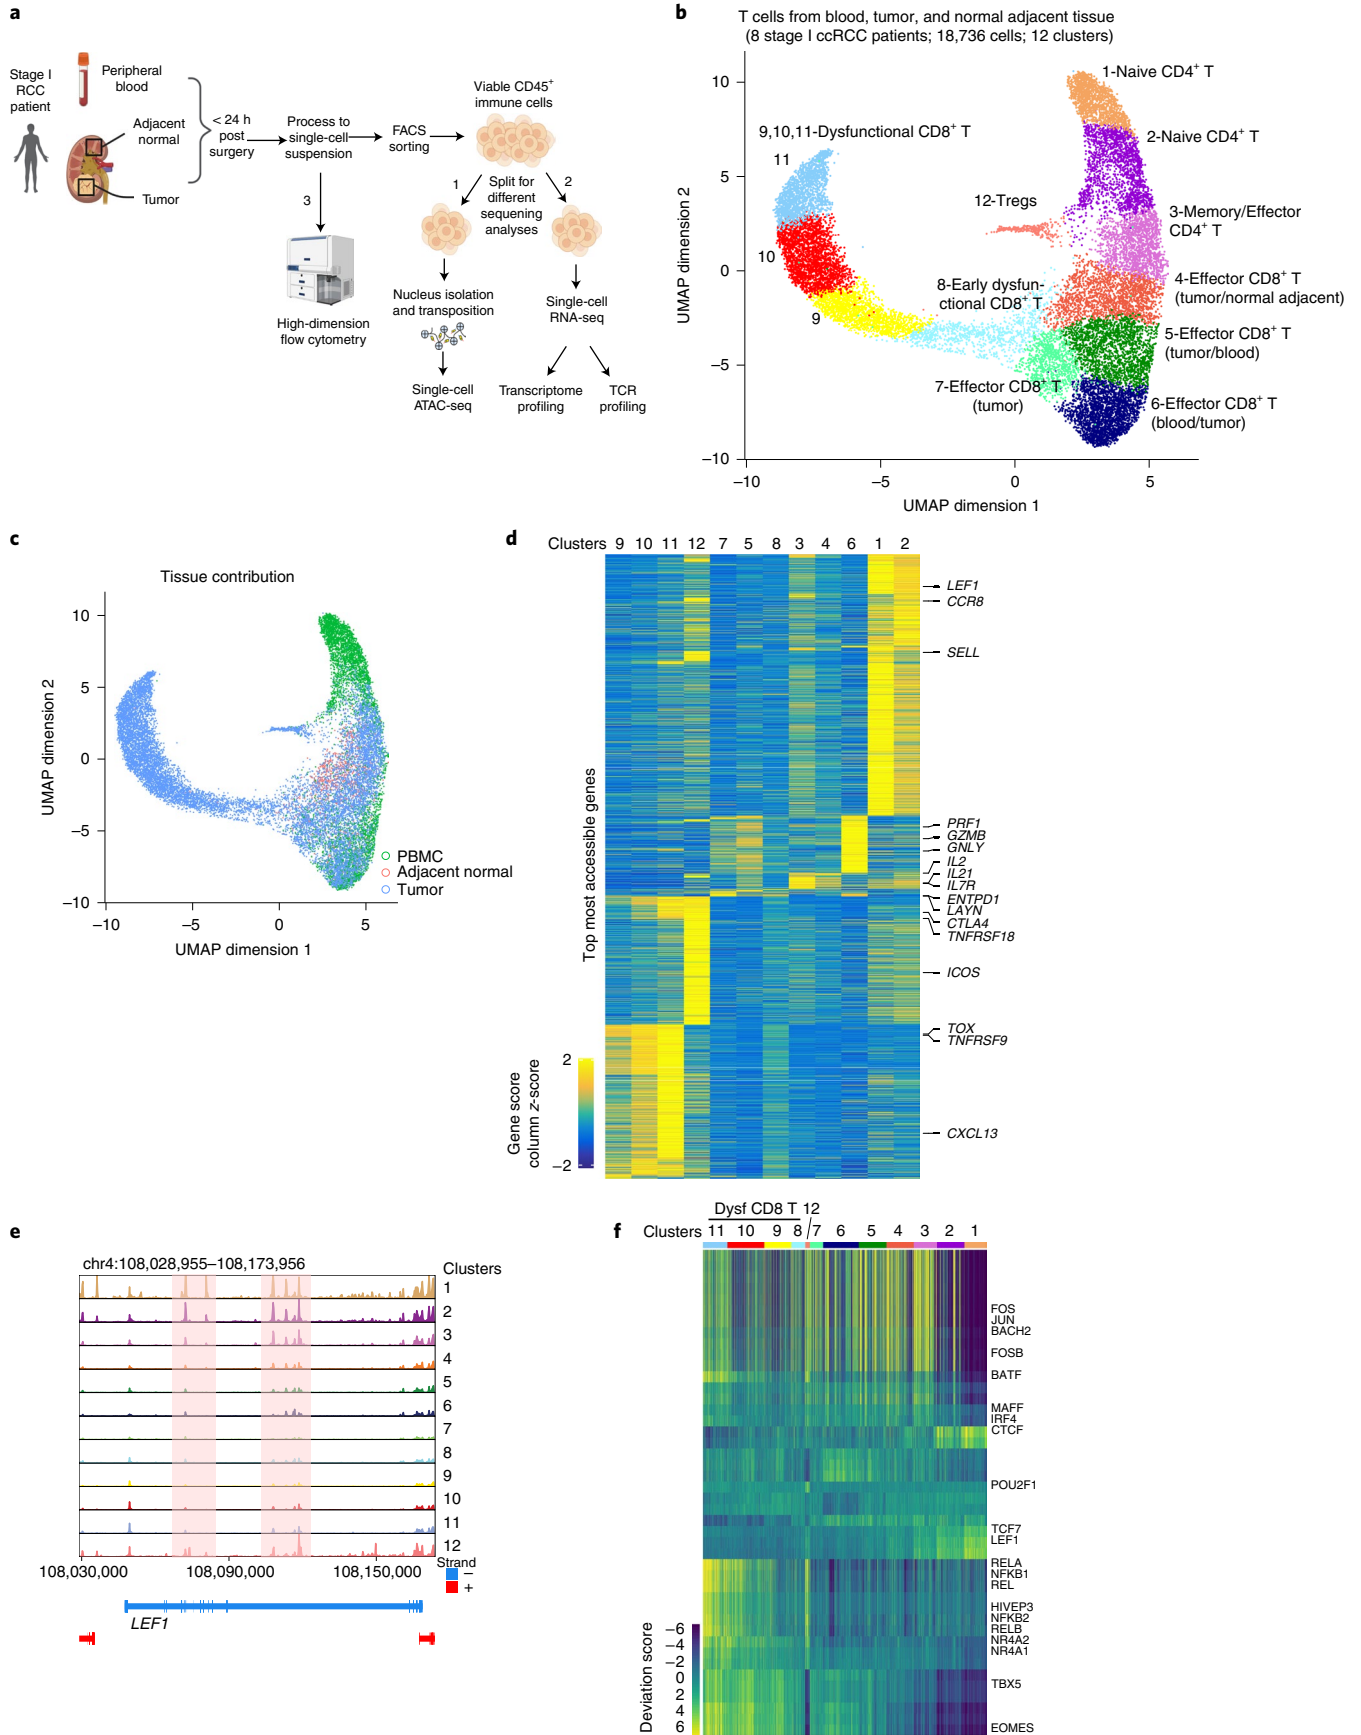 a
Stage I
RCC
patient
Peripheral
blood
Adjacent
normal
Tumor
< 24 h
post
surgery
Process to
single-cell
suspension
FACS
sorting
Viable CD45⁺
immune cells
1
Split for
different
sequencing
analyses
2
3
High-dimension
flow cytometry
Nucleus isolation
and transposition
Single-cell
ATAC-seq
Single-cell
RNA-seq
Transcriptome
profiling
TCR
profiling
b
T cells from blood, tumor, and normal adjacent tissue
(8 stage I ccRCC patients; 18,736 cells; 12 clusters)
10
5
0
−5
−10
UMAP dimension 2
−10
−5
0
5
UMAP dimension 1
1-Naive CD4⁺ T
2-Naive CD4⁺ T
3-Memory/Effector
CD4⁺ T
4-Effector CD8⁺ T
(tumor/normal adjacent)
5-Effector CD8⁺ T
(tumor/blood)
6-Effector CD8⁺ T
(blood/tumor)
7-Effector CD8⁺ T
(tumor)
8-Early dysfun-
ctional CD8⁺ T
9,10,11-Dysfunctional CD8⁺ T
11
10
9
12-Tregs
c
Tissue contribution
10
5
0
−5
−10
UMAP dimension 2
−10
−5
0
5
UMAP dimension 1
PBMC
Adjacent normal
Tumor
d
Clusters 9 10 11 12 7 5 8 3 4 6 1 2
Top most accessible genes
LEF1
CCR8
SELL
PRF1
GZMB
GNLY
IL2
IL21
IL7R
ENTPD1
LAYN
CTLA4
TNFRSF18
ICOS
TOX
TNFRSF9
CXCL13
Gene score
column z-score
2
−2
e
chr4:108,028,955–108,173,956
Clusters
1
2
3
4
5
6
7
8
9
10
11
12
108,030,000
108,090,000
108,150,000
Strand
−
+
LEF1
f
Dysf CD8 T 12
Clusters 11 10 9 8 7 6 5 4 3 2 1
FOS
JUN
BACH2
FOSB
BATF
MAFF
IRF4
CTCF
POU2F1
TCF7
LEF1
RELA
NFKB1
REL
HIVEP3
NFKB2
RELB
NR4A2
NR4A1
TBX5
EOMES
Deviation score
−6
−4
−2
0
2
4
6